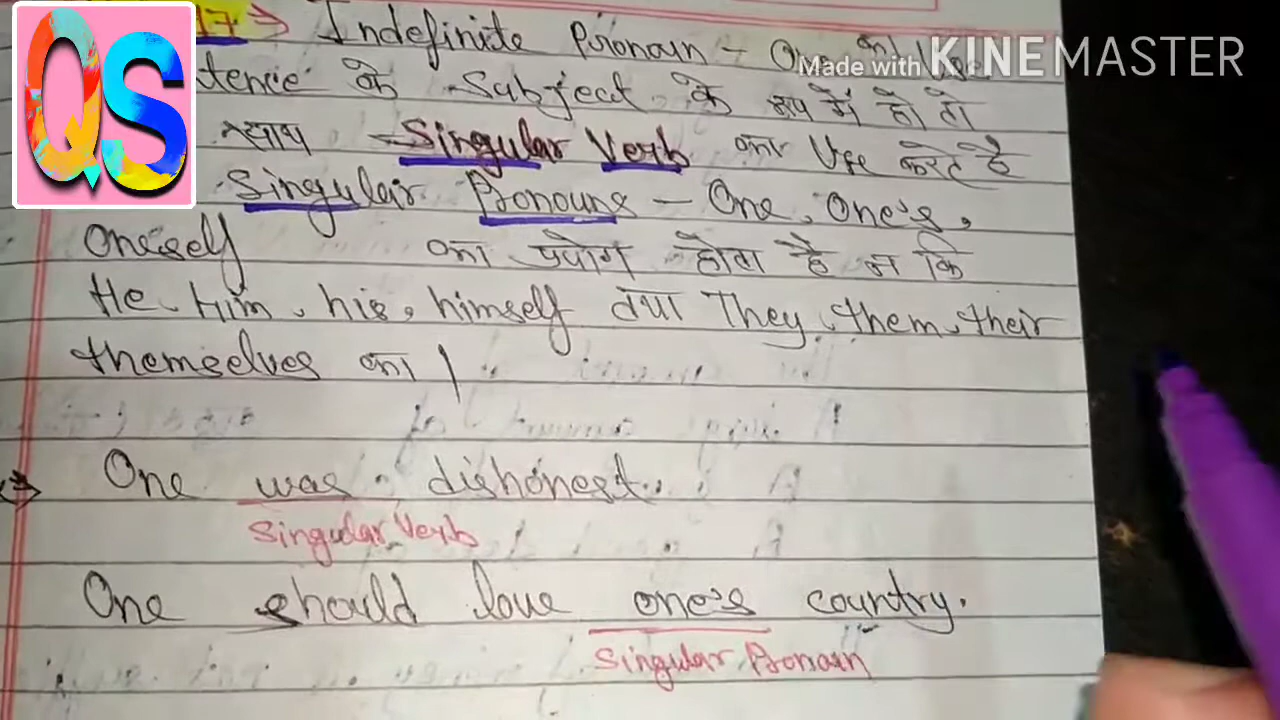 QS
17 ⇒ Indefinite Pronoun - One का Use
Made with KINEMASTER
tence के Subject के रूप में हो तो
साथ Singular Verb का Use करते है
Singular Pronouns - One, One's,
Oneself का प्रयोग होता है न कि
He, him, his, himself तथा They, them, their
themselves का |
One was dishonest.
Singular Verb
One should love one's country.
Singular Pronoun